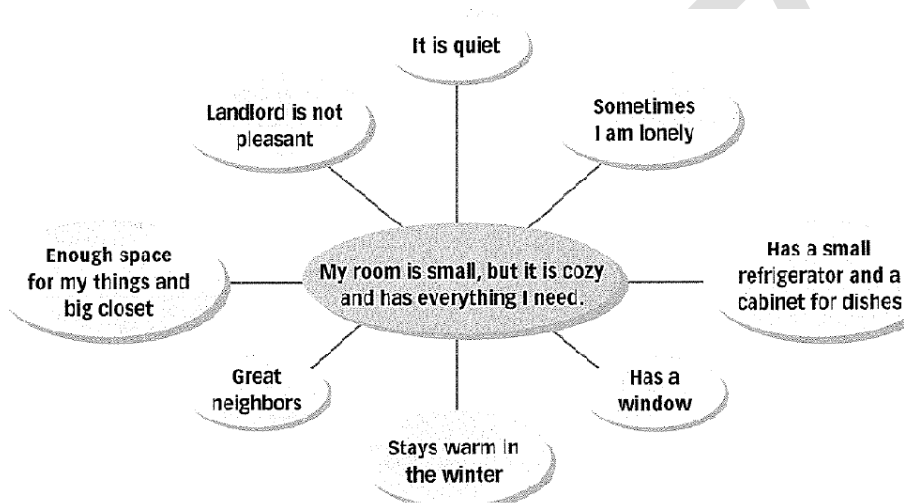 It is quiet
Landlord is not
pleasant
Sometimes
I am lonely
Enough space
for my things and
big closet
My room is small, but it is cozy
and has everything I need.
Has a small
refrigerator and a
cabinet for dishes
Great
neighbors
Has a
window
Stays warm in
the winter